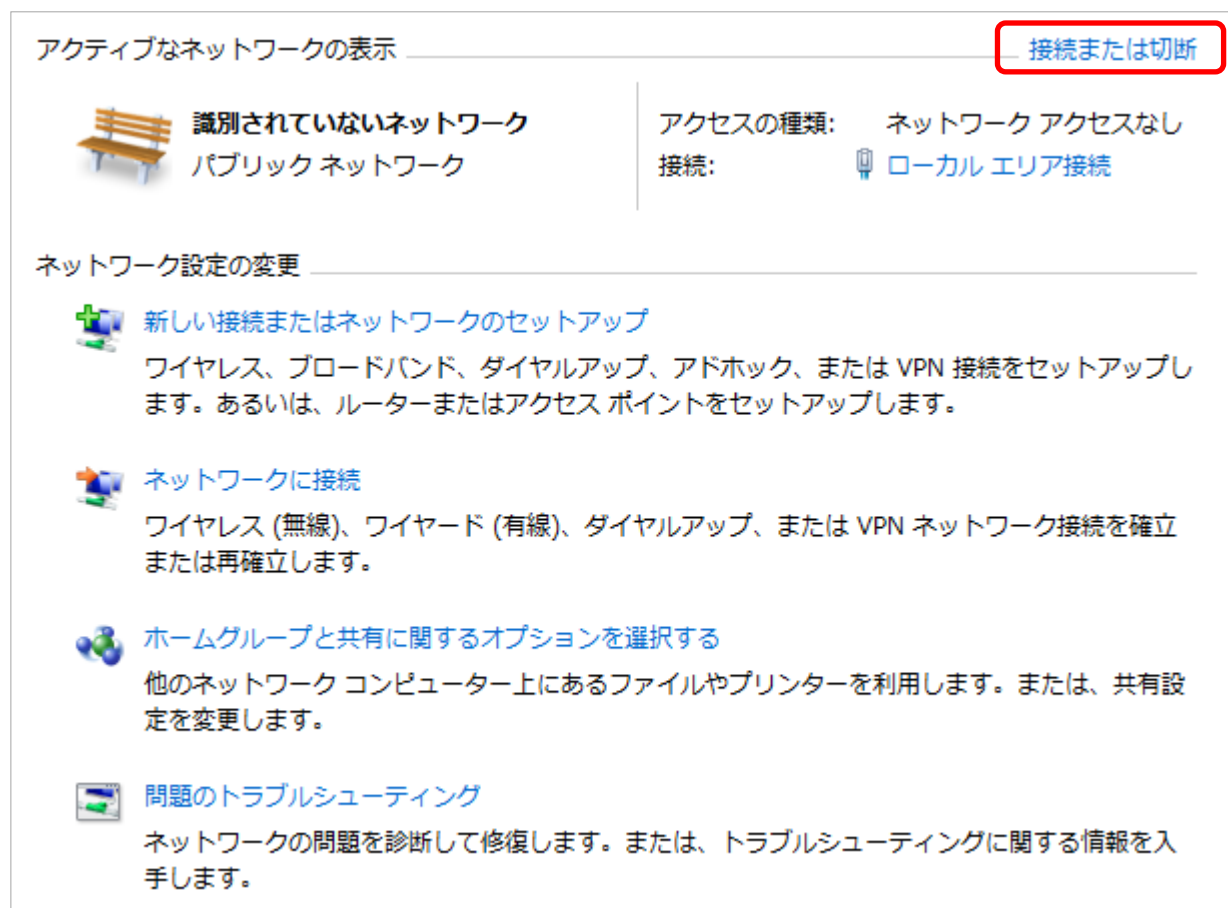 アクティブなネットワークの表示
接続または切断
識別されていないネットワーク
パブリック ネットワーク
アクセスの種類: ネットワーク アクセスなし
接続: ローカル エリア接続
ネットワーク設定の変更
新しい接続またはネットワークのセットアップ
ワイヤレス、ブロードバンド、ダイヤルアップ、アドホック、または VPN 接続をセットアップし
ます。あるいは、ルーターまたはアクセス ポイントをセットアップします。
ネットワークに接続
ワイヤレス (無線)、ワイヤード (有線)、ダイヤルアップ、または VPN ネットワーク接続を確立
または再確立します。
ホームグループと共有に関するオプションを選択する
他のネットワーク コンピューター上にあるファイルやプリンターを利用します。または、共有設
定を変更します。
問題のトラブルシューティング
ネットワークの問題を診断して修復します。または、トラブルシューティングに関する情報を入
手します。